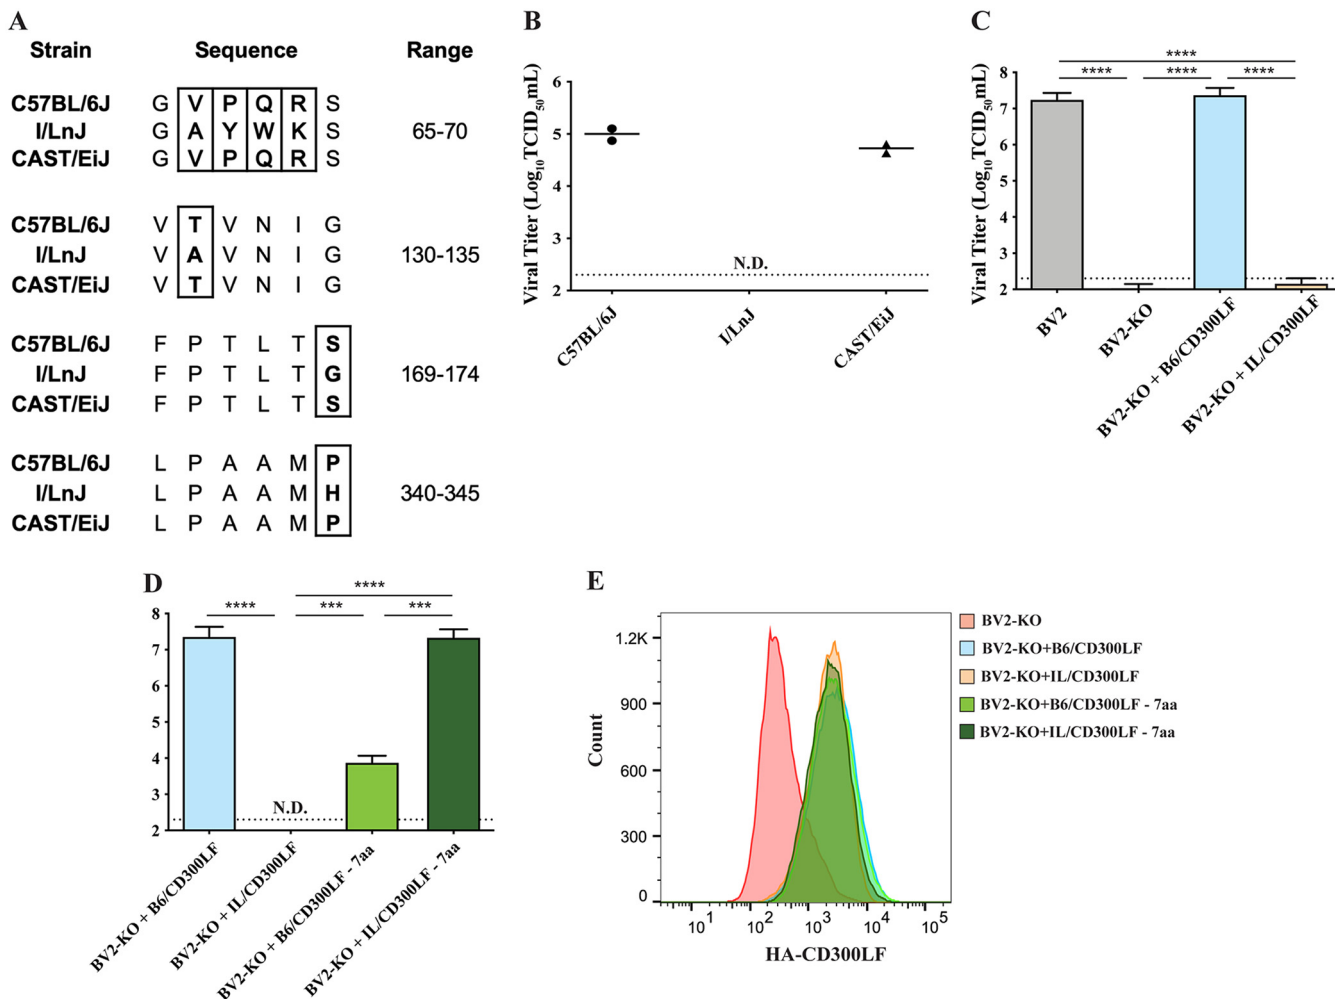 A
Strain Sequence Range
C57BL/6J G V P Q R S
I/LnJ G A Y W K S 65-70
CAST/EiJ G V P Q R S
C57BL/6J V T V N I G
I/LnJ V A V N I G 130-135
CAST/EiJ V T V N I G
C57BL/6J F P T L T S
I/LnJ F P T L T G 169-174
CAST/EiJ F P T L T S
C57BL/6J L P A A M P
I/LnJ L P A A M H 340-345
CAST/EiJ L P A A M P
B
Viral Titer (Log10TCID50mL)
6
5
4
3
2
N.D.
C57BL/6J
I/LnJ
CAST/EiJ
C
Viral Titer (Log10TCID50mL)
8
7
6
5
4
3
2
****
**** **** ****
BV2
BV2-KO
BV2-KO + B6/CD300LF
BV2-KO + IL/CD300LF
D
8
7
6
5
4
3
2
****
**** *** ***
N.D.
BV2-KO + B6/CD300LF
BV2-KO + IL/CD300LF
BV2-KO + B6/CD300LF - 7aa
BV2-KO + IL/CD300LF - 7aa
E
Count
1.2K
900
600
300
0
10^1 10^2 10^3 10^4 10^5
HA-CD300LF
BV2-KO
BV2-KO+B6/CD300LF
BV2-KO+IL/CD300LF
BV2-KO+B6/CD300LF - 7aa
BV2-KO+IL/CD300LF - 7aa